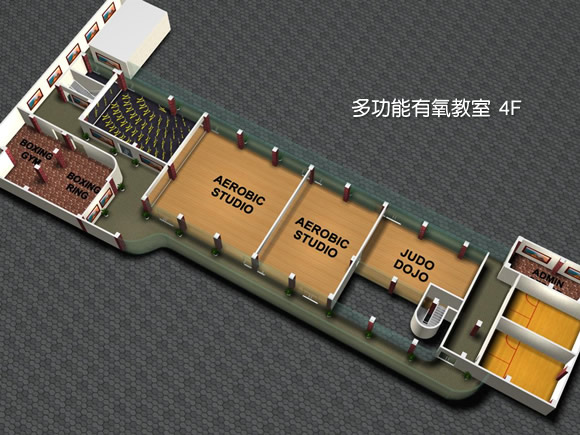 多功能有氧教室 4F
BOXING
GYM
BOXING
RING
AEROBIC
STUDIO
AEROBIC
STUDIO
JUDO
DOJO
ADMIN